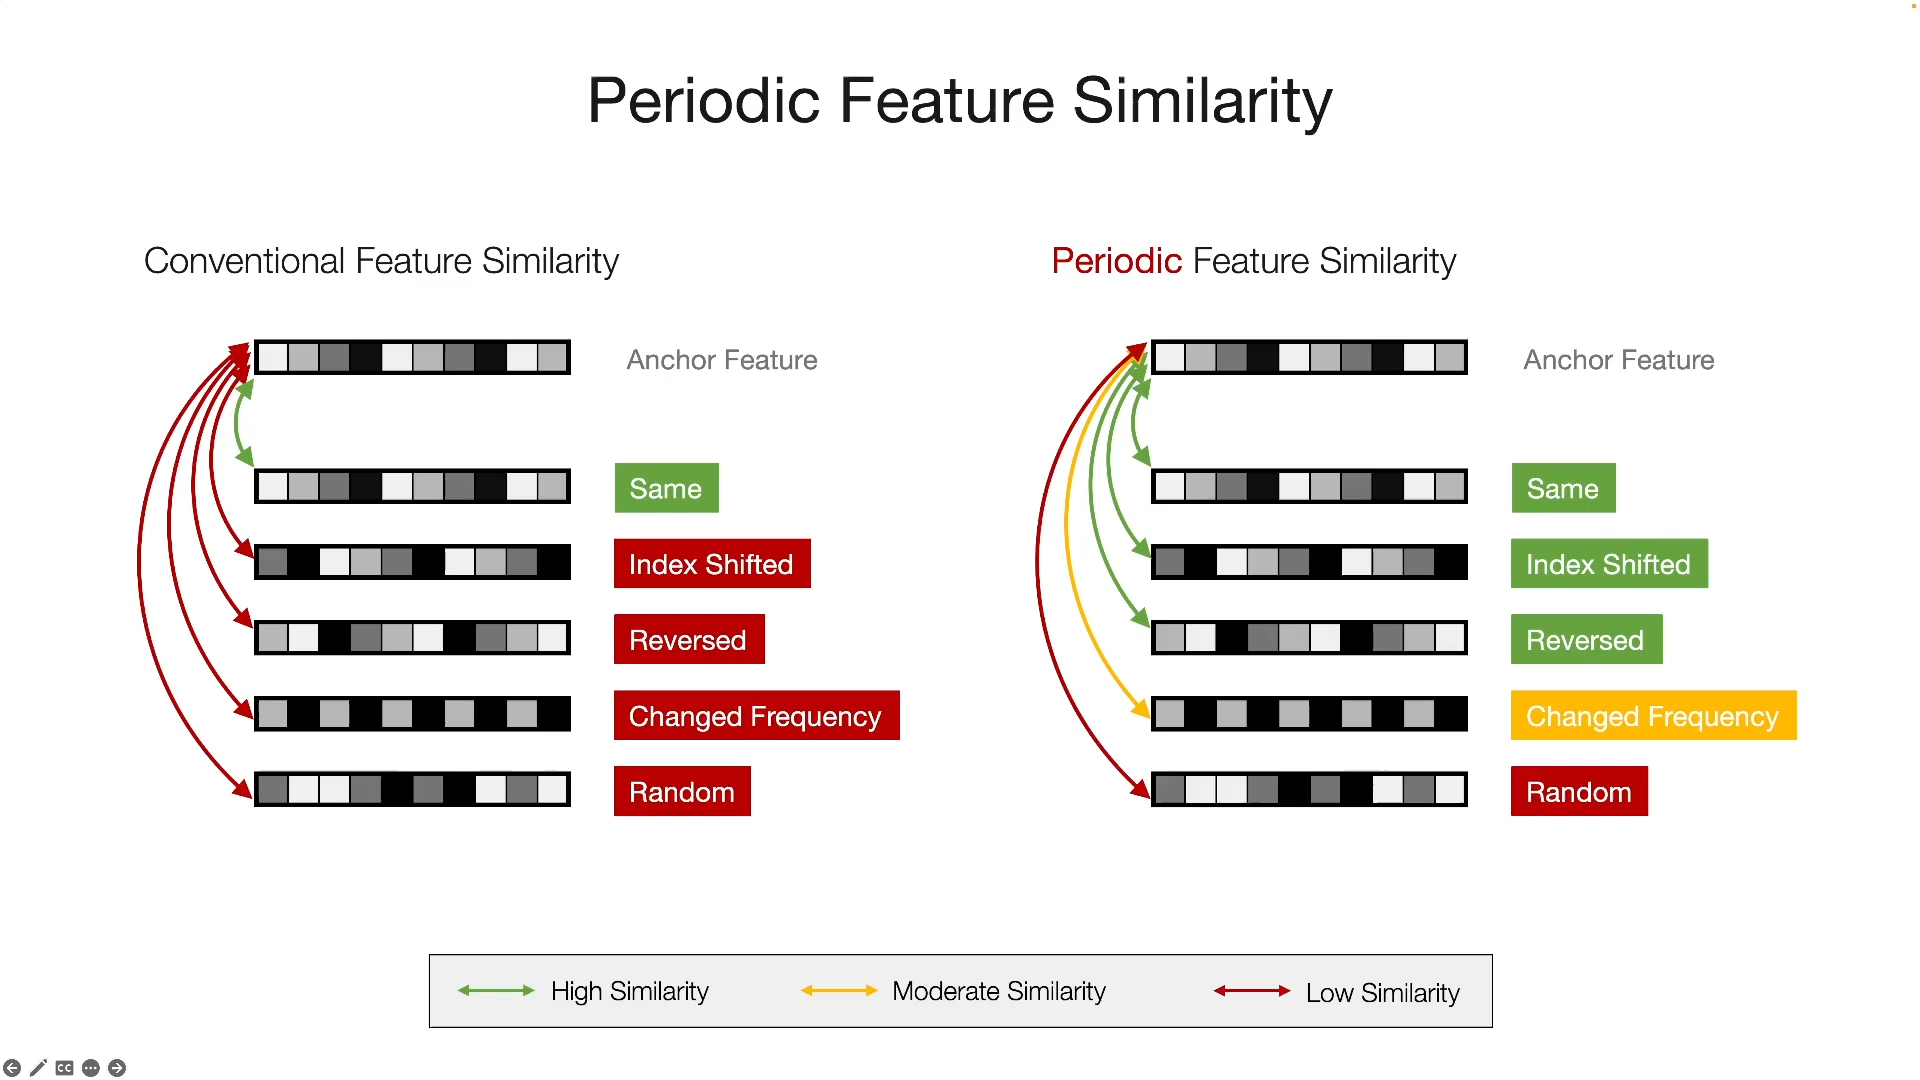 Periodic Feature Similarity
Conventional Feature Similarity
Anchor Feature
Same
Index Shifted
Reversed
Changed Frequency
Random
Periodic Feature Similarity
Anchor Feature
Same
Index Shifted
Reversed
Changed Frequency
Random
High Similarity
Moderate Similarity
Low Similarity
CC